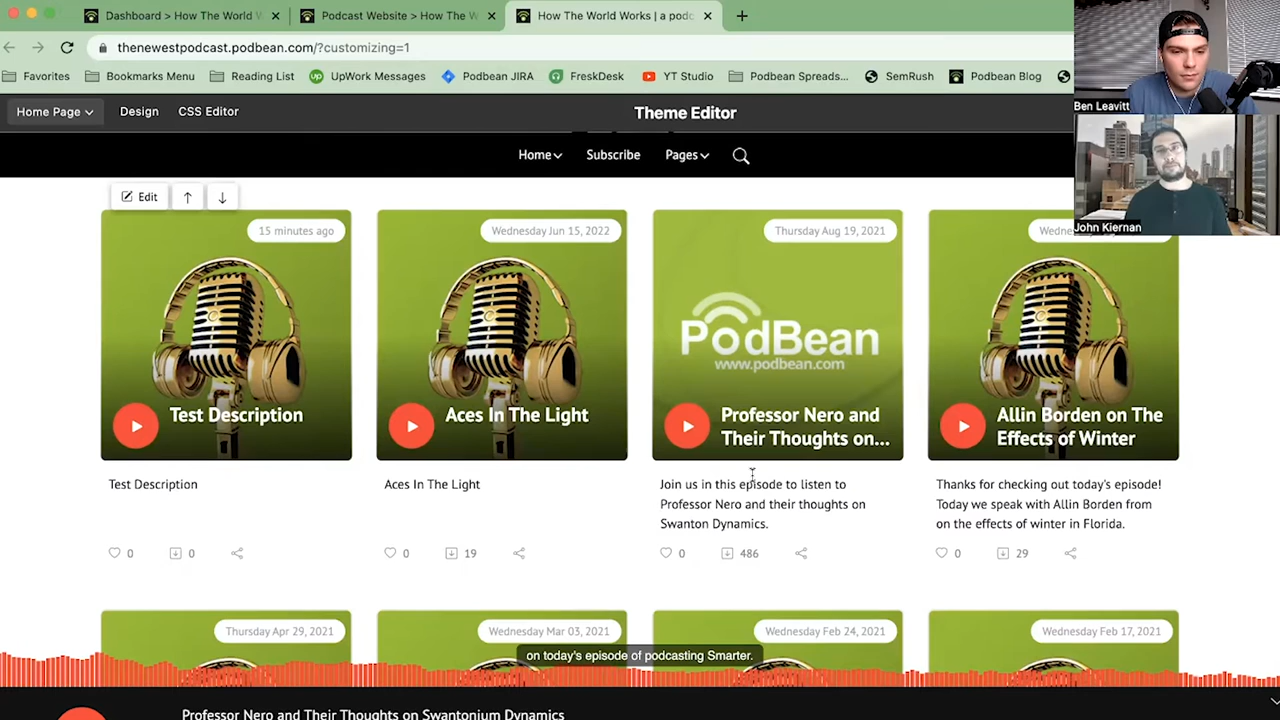 Dashboard > How The World W
Podcast Website > How The W
How The World Works | a podc
thenewestpodcast.podbean.com/?customizing=1
Favorites
Bookmarks Menu
Reading List
UpWork Messages
Podbean JIRA
FreskDesk
YT Studio
Podbean Spreads...
SemRush
Podbean Blog
Ben Leavitt
Home Page
Design
CSS Editor
Theme Editor
Home
Subscribe
Pages
John Kiernan
Edit
15 minutes ago
Wednesday Jun 15, 2022
Thursday Aug 19, 2021
PodBean
www.podbean.com
Test Description
Aces In The Light
Professor Nero and
Their Thoughts on...
Allin Borden on The
Effects of Winter
Test Description
Aces In The Light
Join us in this episode to listen to
Professor Nero and their thoughts on
Swanton Dynamics.
Thanks for checking out today's episode!
Today we speak with Allin Borden from
on the effects of winter in Florida.
0 0
0 19
0 486
0 29
Thursday Apr 29, 2021
Wednesday Mar 03, 2021
Wednesday Feb 24, 2021
Wednesday Feb 17, 2021
on today's episode of podcasting Smarter.
Professor Nero and Their Thoughts on Swantonium Dynamics